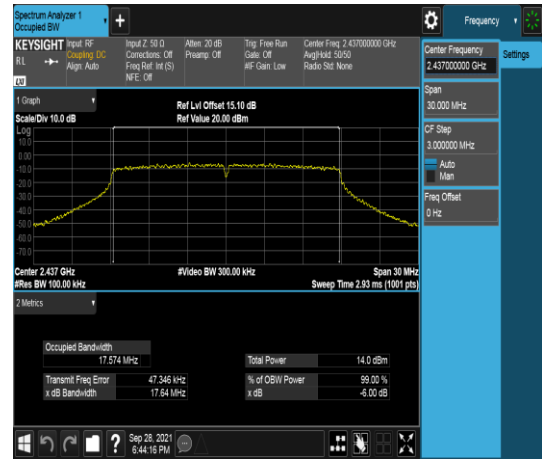 Spectrum Analyzer 1
Occupied BW
+
Frequency
KEYSIGHT
RL
LXI
Input: RF
Coupling: DC
Align: Auto
Input Z: 50 Ω
Corrections: Off
Freq Ref: Int (S)
NFE: Off
Atten: 20 dB
Preamp: Off
Trig: Free Run
Gate: Off
#IF Gain: Low
Center Freq: 2.437000000 GHz
Avg|Hold: 50/50
Radio Std: None
Center Frequency
2.437000000 GHz
Settings
Span
30.000 MHz
CF Step
3.000000 MHz
Auto
Man
Freq Offset
0 Hz
1 Graph
Scale/Div 10.0 dB
Ref Lvl Offset 15.10 dB
Ref Value 20.00 dBm
Log
10.0
0.00
-10.0
-20.0
-30.0
-40.0
-50.0
-60.0
-70.0
Center 2.437 GHz
#Res BW 100.00 kHz
#Video BW 300.00 kHz
Span 30 MHz
Sweep Time 2.93 ms (1001 pts)
2 Metrics
Occupied Bandwidth
17.574 MHz
Total Power 14.0 dBm
Transmit Freq Error 47.346 kHz
% of OBW Power 99.00 %
x dB Bandwidth 17.64 MHz
x dB -6.00 dB
?
Sep 28, 2021
6:44:16 PM